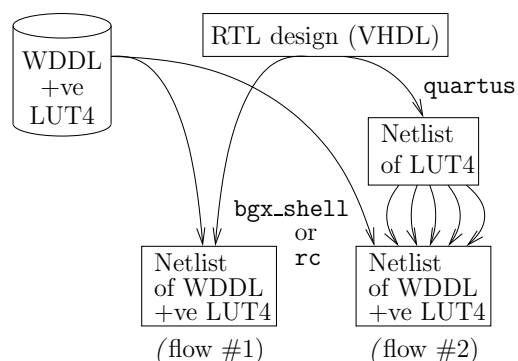 WDDL
+ve
LUT4
RTL design (VHDL)
quartus
Netlist
of LUT4
bgx_shell
or
rc
Netlist
of WDDL
+ve LUT4
Netlist
of WDDL
+ve LUT4
(flow #1)
(flow #2)